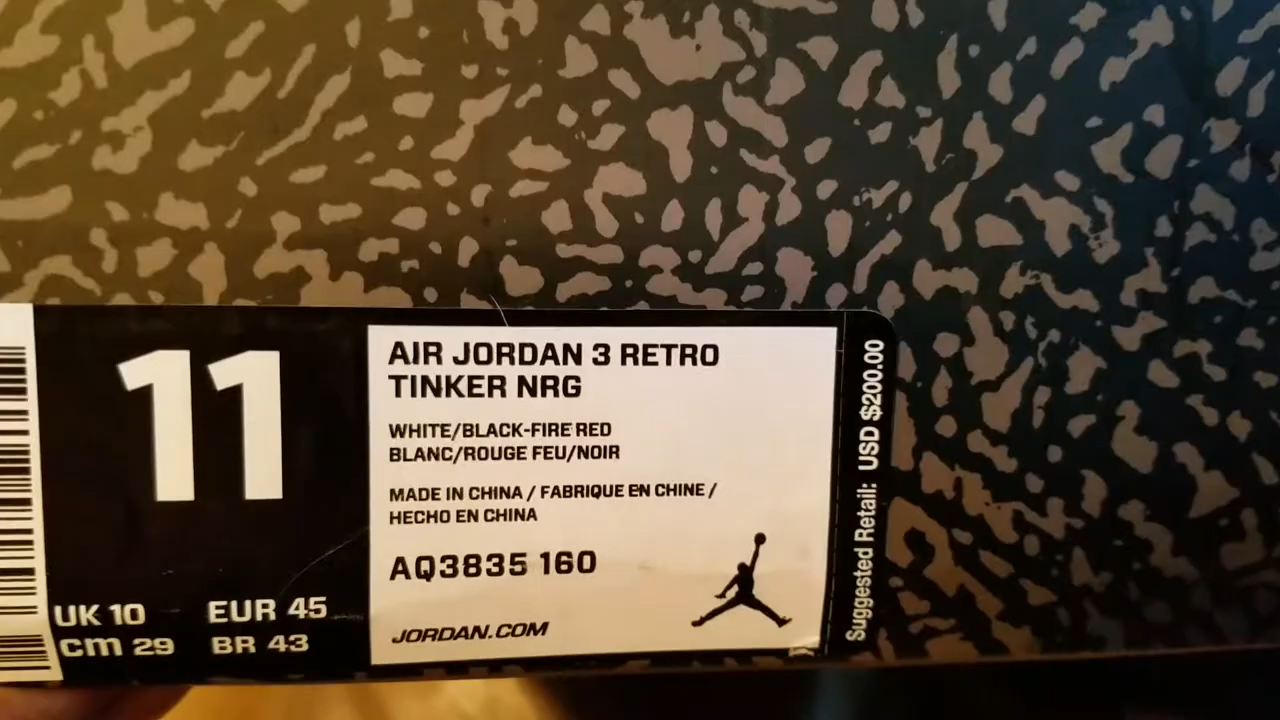 11
UK 10 EUR 45
cm 29 BR 43
AIR JORDAN 3 RETRO
TINKER NRG
WHITE/BLACK-FIRE RED
BLANC/ROUGE FEU/NOIR
MADE IN CHINA / FABRIQUE EN CHINE /
HECHO EN CHINA
AQ3835 160
JORDAN.COM
Suggested Retail: USD $200.00